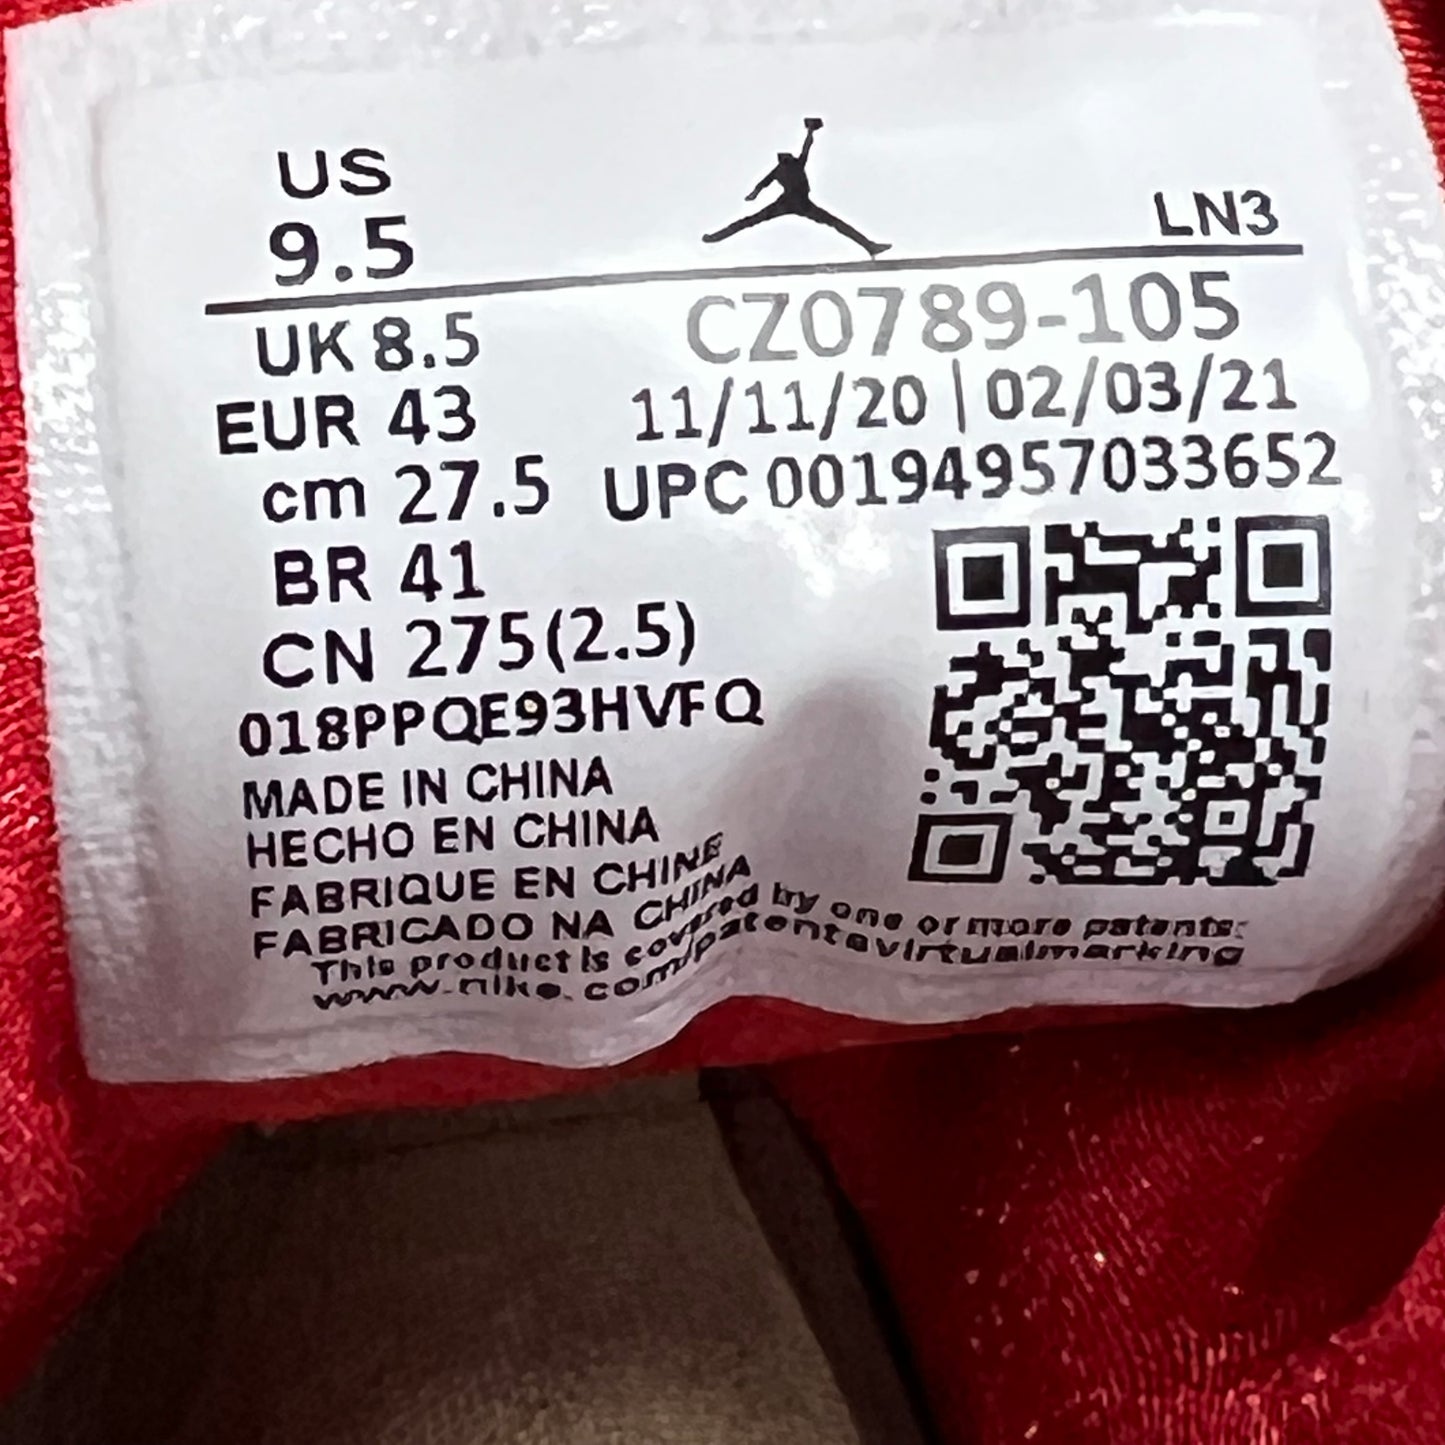 US
9.5
LN3
UK 8.5
CZ0789-105
EUR 43
11/11/20 | 02/03/21
cm 27.5
UPC 00194957033652
BR 41
CN 275(2.5)
018PPQE93HVFQ
MADE IN CHINA
HECHO EN CHINA
FABRIQUE EN CHINE
FABRICADO NA CHINA
This product is covered by one or more patents:
www.nike.com/patentsvirtualmarking